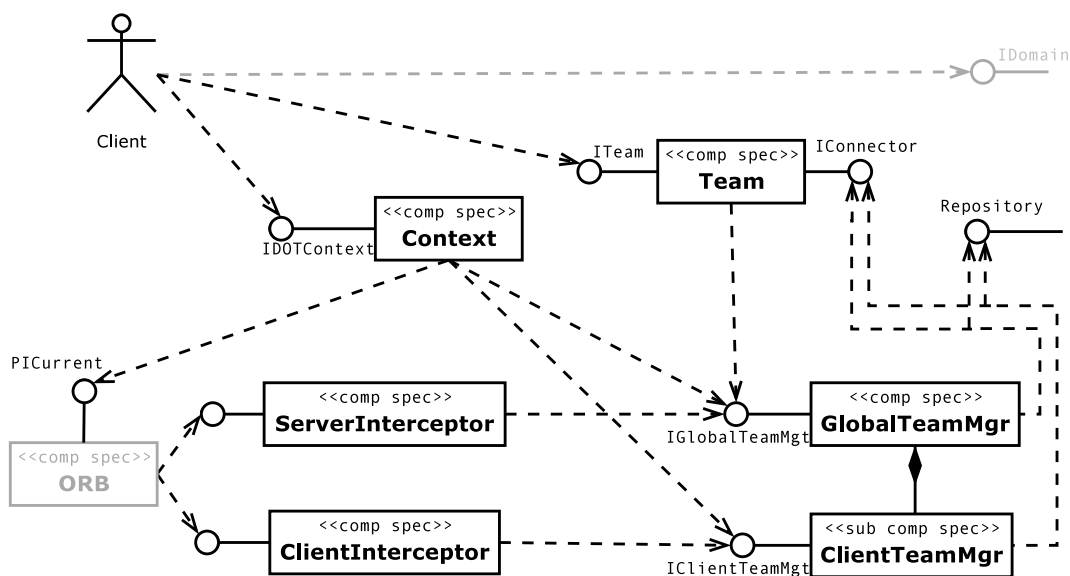 IDomain
Client
ITeam
<<comp spec>>
Team
IConnector
<<comp spec>>
Context
IDOTContext
Repository
PICurrent
<<comp spec>>
ORB
<<comp spec>>
ServerInterceptor
<<comp spec>>
ClientInterceptor
IGlobalTeamMgt
<<comp spec>>
GlobalTeamMgr
IClientTeamMgt
<<sub comp spec>>
ClientTeamMgr